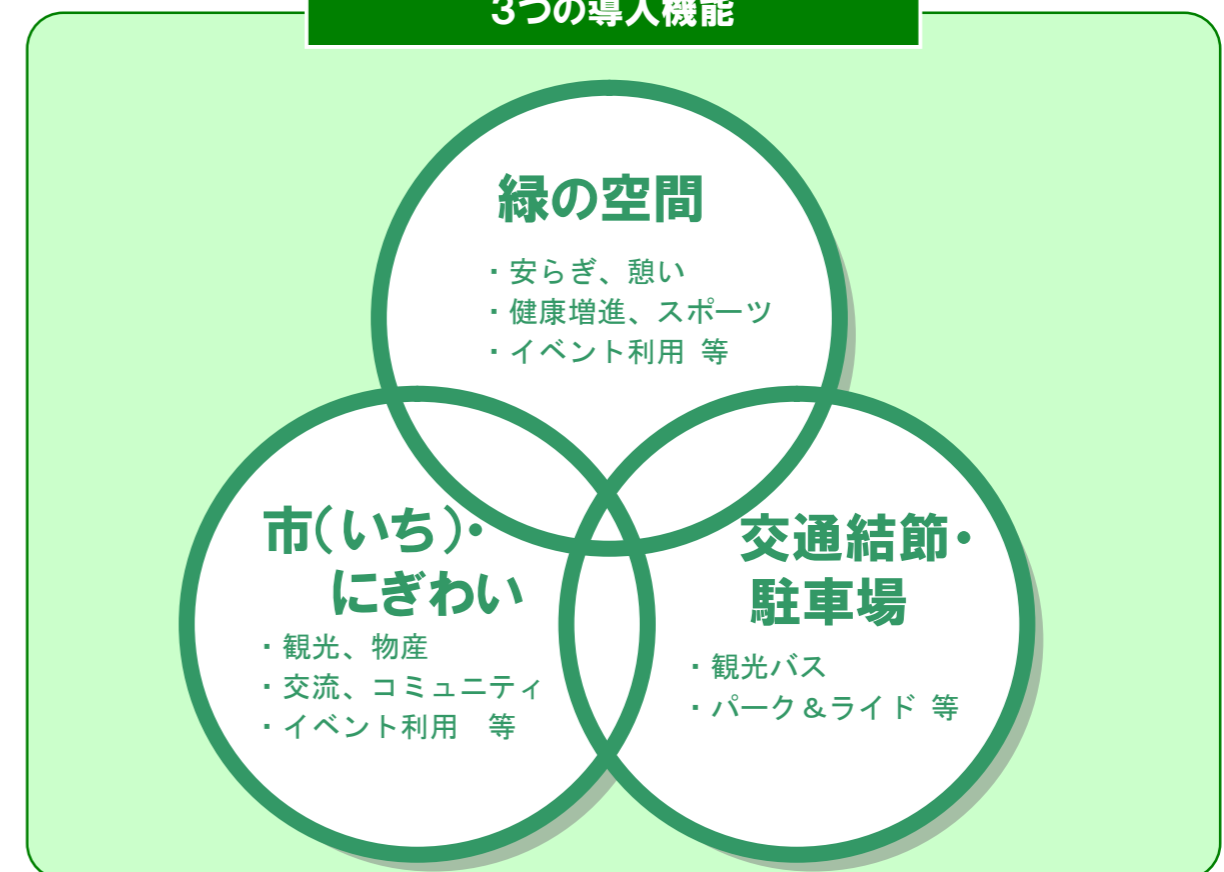 3つの導入機能
緑の空間
・安らぎ、憩い
・健康増進、スポーツ
・イベント利用 等
市(いち)・
にぎわい
・観光、物産
・交流、コミュニティ
・イベント利用　等
交通結節・
駐車場
・観光バス
・パーク＆ライド 等